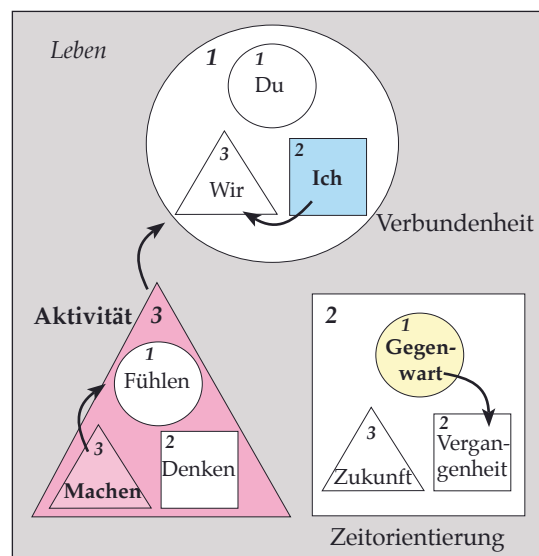 Leben
1
1
Du
3
Wir
2
Ich
Verbundenheit
Aktivität 3
1
Fühlen
3
Machen
2
Denken
2
1
Gegen-
wart
3
Zukunft
2
Vergan-
genheit
Zeitorientierung